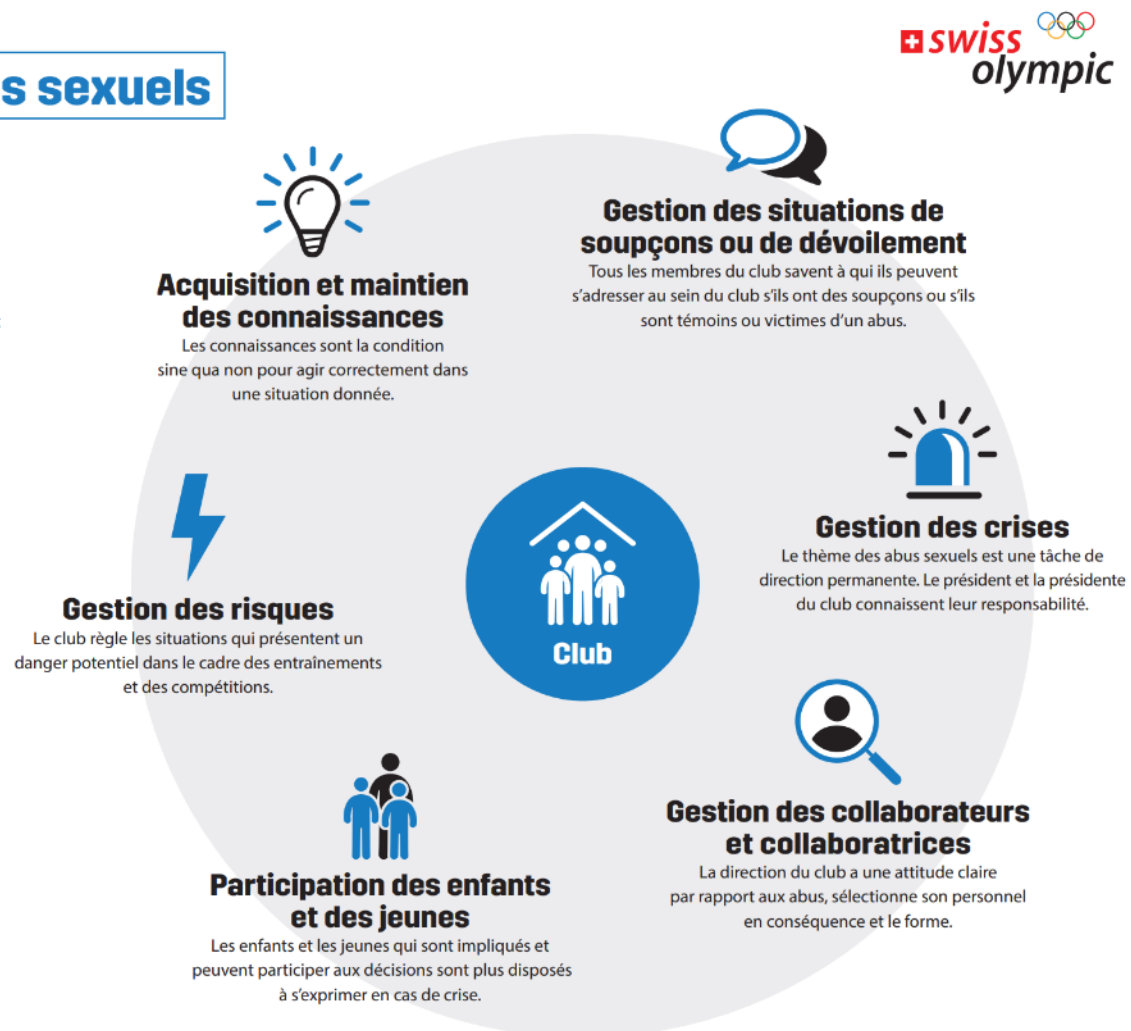 swiss
olympic
s sexuels
Acquisition et maintien
des connaissances
Les connaissances sont la condition
sine qua non pour agir correctement dans
une situation donnée.
Gestion des situations de
soupçons ou de dévoilement
Tous les membres du club savent à qui ils peuvent
s’adresser au sein du club s’ils ont des soupçons ou s’ils
sont témoins ou victimes d’un abus.
Gestion des crises
Le thème des abus sexuels est une tâche de
direction permanente. Le président et la présidente
du club connaissent leur responsabilité.
Gestion des risques
Le club règle les situations qui présentent un
danger potentiel dans le cadre des entraînements
et des compétitions.
Club
Gestion des collaborateurs
et collaboratrices
La direction du club a une attitude claire
par rapport aux abus, sélectionne son personnel
en conséquence et le forme.
Participation des enfants
et des jeunes
Les enfants et les jeunes qui sont impliqués et
peuvent participer aux décisions sont plus disposés
à s’exprimer en cas de crise.